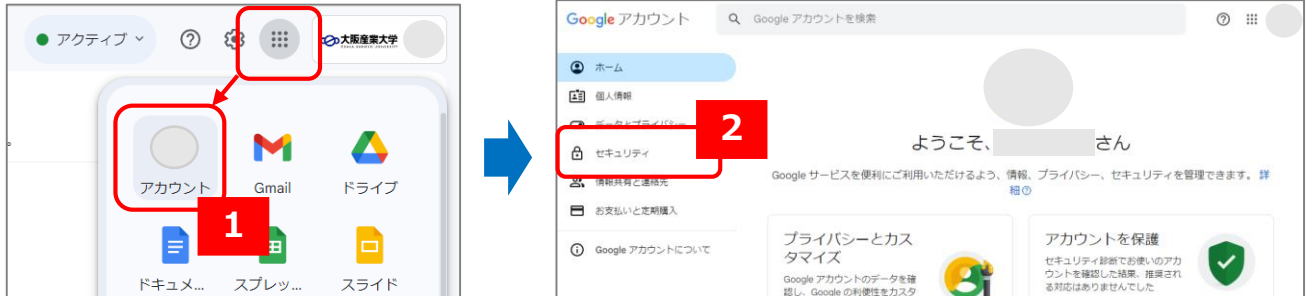 アクティブ
大阪産業大学
アカウント
Gmail
ドライブ
1
ドキュメ...
スプレッ...
スライド
Google アカウント
Google アカウントを検索
ホーム
個人情報
データとプライバシー
2
セキュリティ
情報共有と連絡先
お支払いと定期購入
Google アカウントについて
ようこそ、 さん
Google サービスを便利にご利用いただけるよう、情報、プライバシー、セキュリティを管理できます。詳
細
プライバシーとカス
タマイズ
Google アカウントのデータを確
認し、Google の利便性をカスタ
アカウントを保護
セキュリティ診断でお使いのアカ
ウントを確認した結果、推奨され
る対応はありませんでした